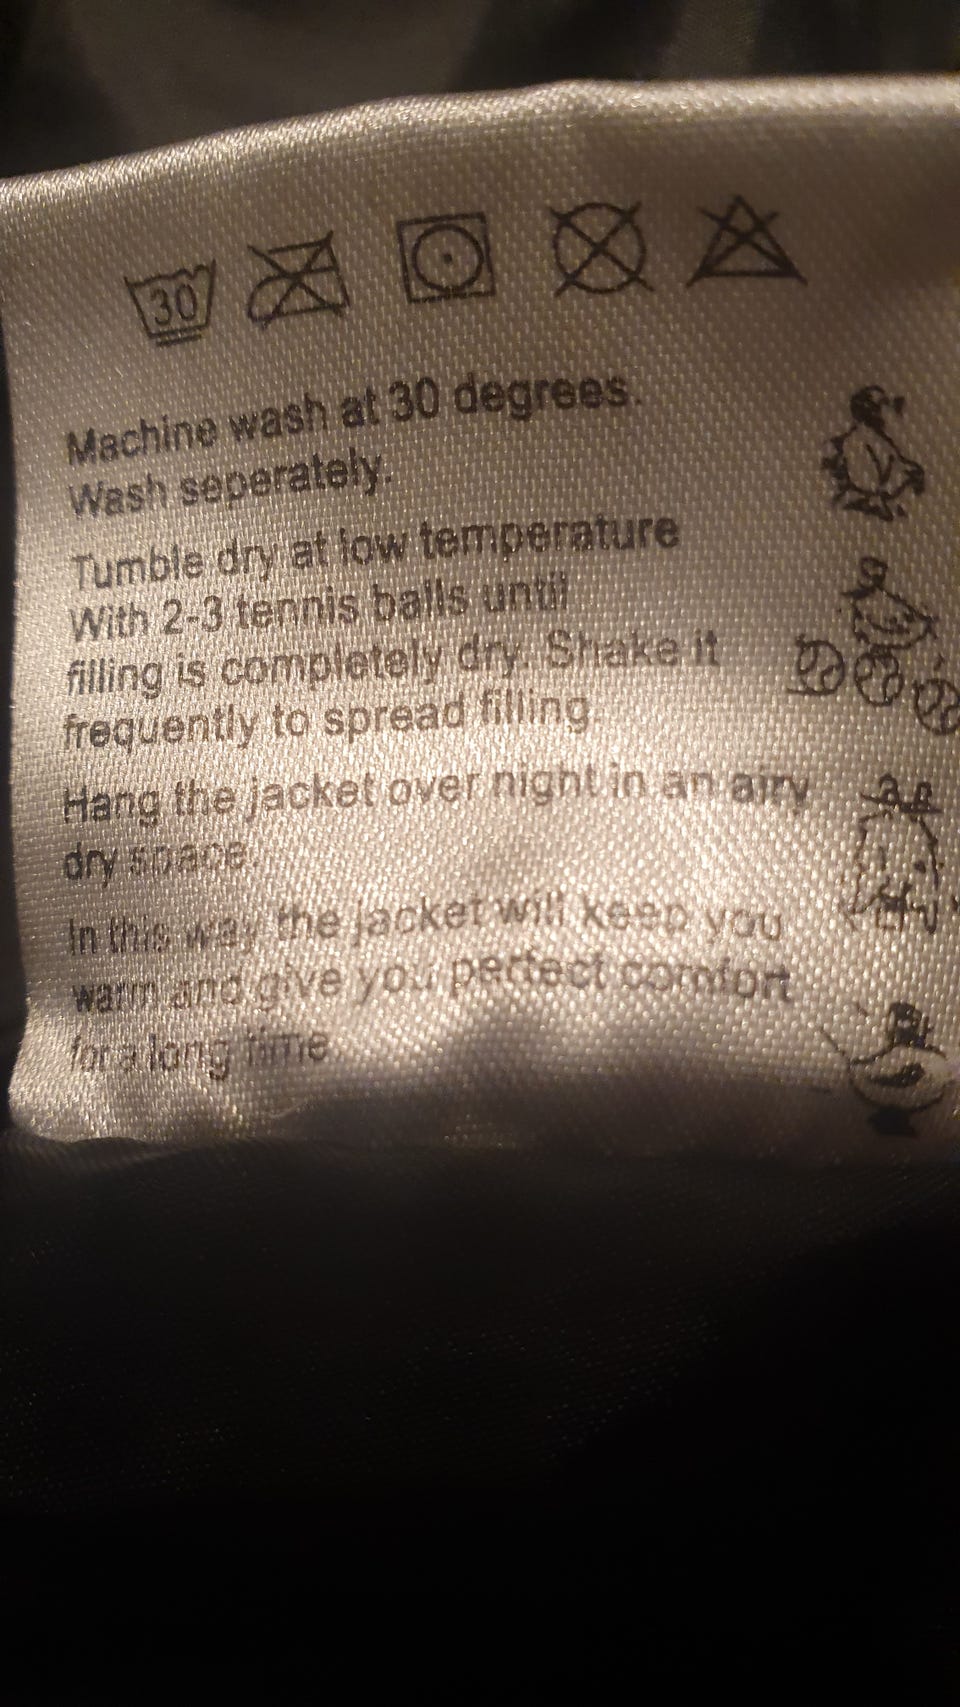 30
Machine wash at 30 degrees.
Wash seperately.
Tumble dry at low temperature
With 2-3 tennis balls until
filling is completely dry. Shake it
frequently to spread filling.
Hang the jacket over night in an airy
dry space.
In this way the jacket will keep you
warm and give you perfect comfort
for a long time.